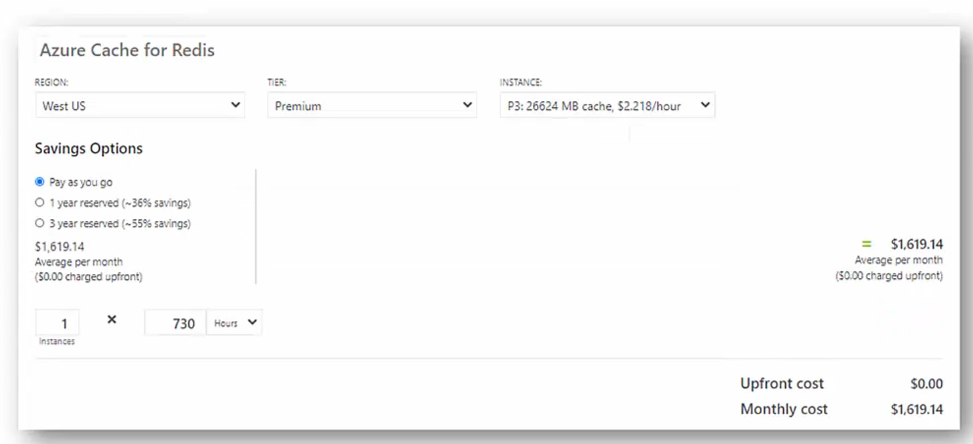 Azure Cache for Redis
REGION: TIER: INSTANCE:
West US Premium P3: 26624 MB cache, $2.218/hour
Savings Options
Pay as you go
1 year reserved (~36% savings)
3 year reserved (~55% savings)
$1,619.14
Average per month
($0.00 charged upfront)
= $1,619.14
Average per month
($0.00 charged upfront)
1 × 730 Hours
Instances
Upfront cost $0.00
Monthly cost $1,619.14